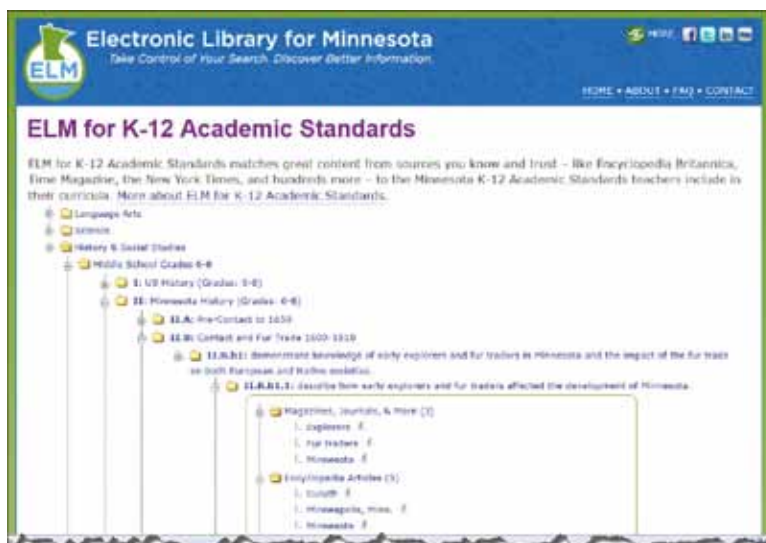 Electronic Library for Minnesota
Take Control of Your Search. Discover Better Information.
ELM
MORE
HOME • ABOUT • FAQ • CONTACT
ELM for K-12 Academic Standards
ELM for K-12 Academic Standards matches great content from sources you know and trust – like Encyclopedia Britannica,
Time Magazine, the New York Times, and hundreds more – to the Minnesota K-12 Academic Standards teachers include in
their curricula. More about ELM for K-12 Academic Standards.
Language Arts
Science
History & Social Studies
Middle School Grades 6-8
I: US History (Grades: 6-8)
II: Minnesota History (Grades: 6-8)
II.A: Pre-Contact to 1650
II.B: Contact and Fur Trade 1600-1810
demonstrate knowledge of early explorers and fur traders in Minnesota and the impact of the fur trade
on both European and Native societies.
describe how early explorers and fur traders affected the development of Minnesota.
Magazines, Journals, & More (3)
Explorers
Fur traders
Minnesota
Encyclopedia Articles (3)
Duluth
Minneapolis, Minn.
Minnesota